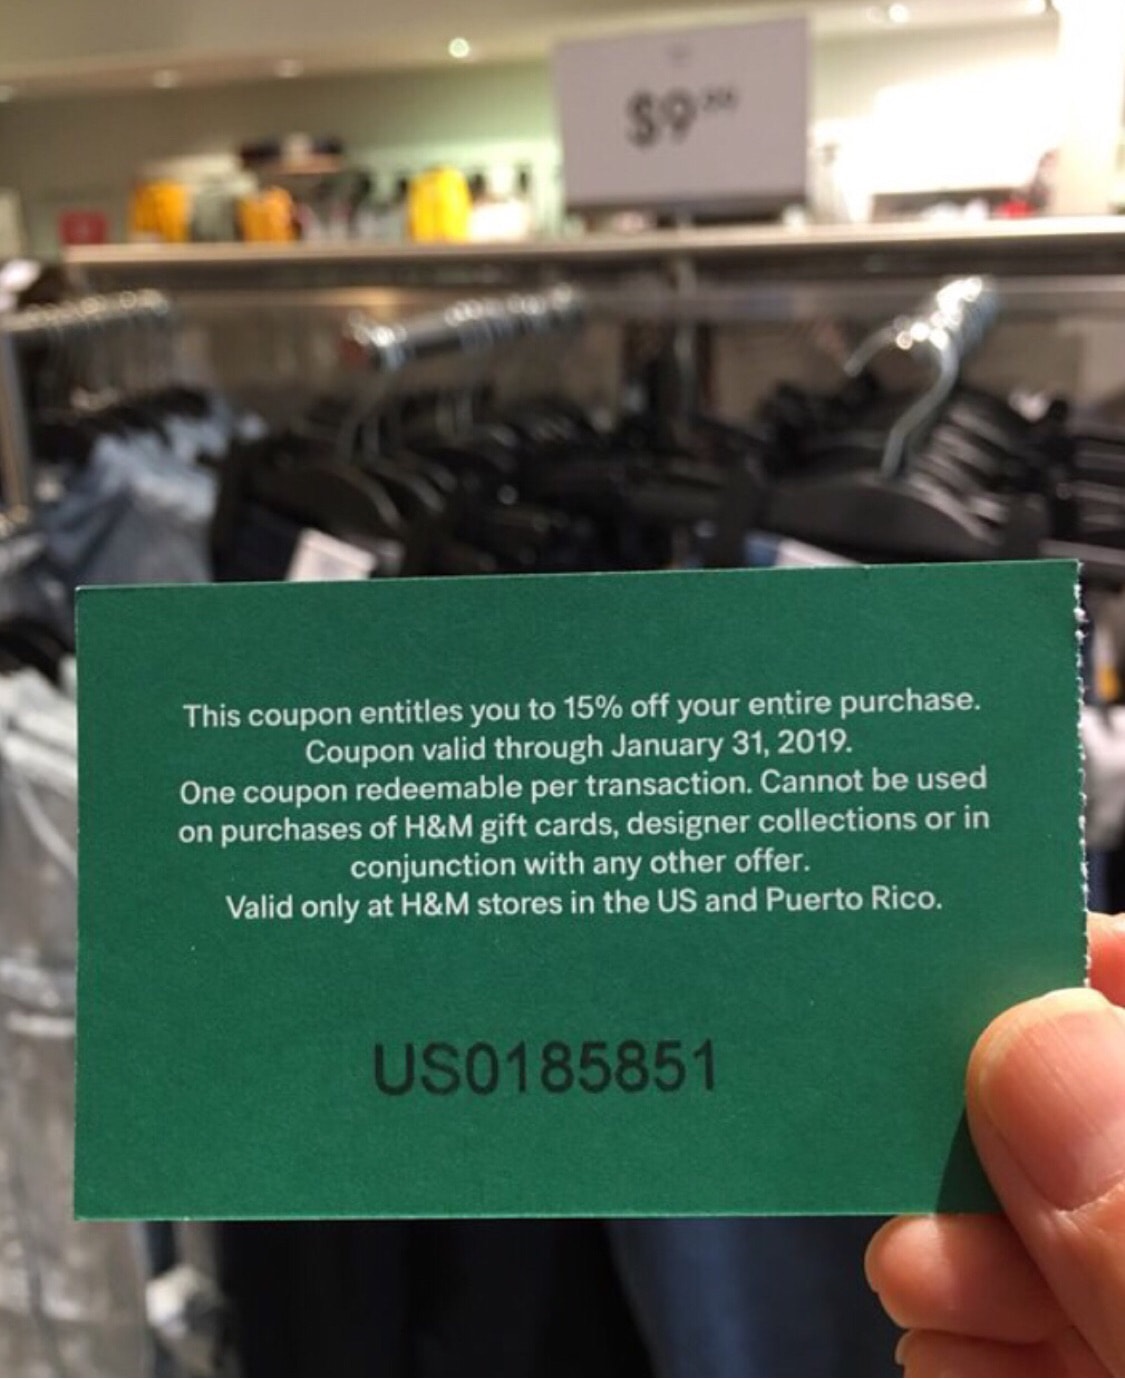 $9
This coupon entitles you to 15% off your entire purchase.
Coupon valid through January 31, 2019.
One coupon redeemable per transaction. Cannot be used
on purchases of H&M gift cards, designer collections or in
conjunction with any other offer.
Valid only at H&M stores in the US and Puerto Rico.
US0185851